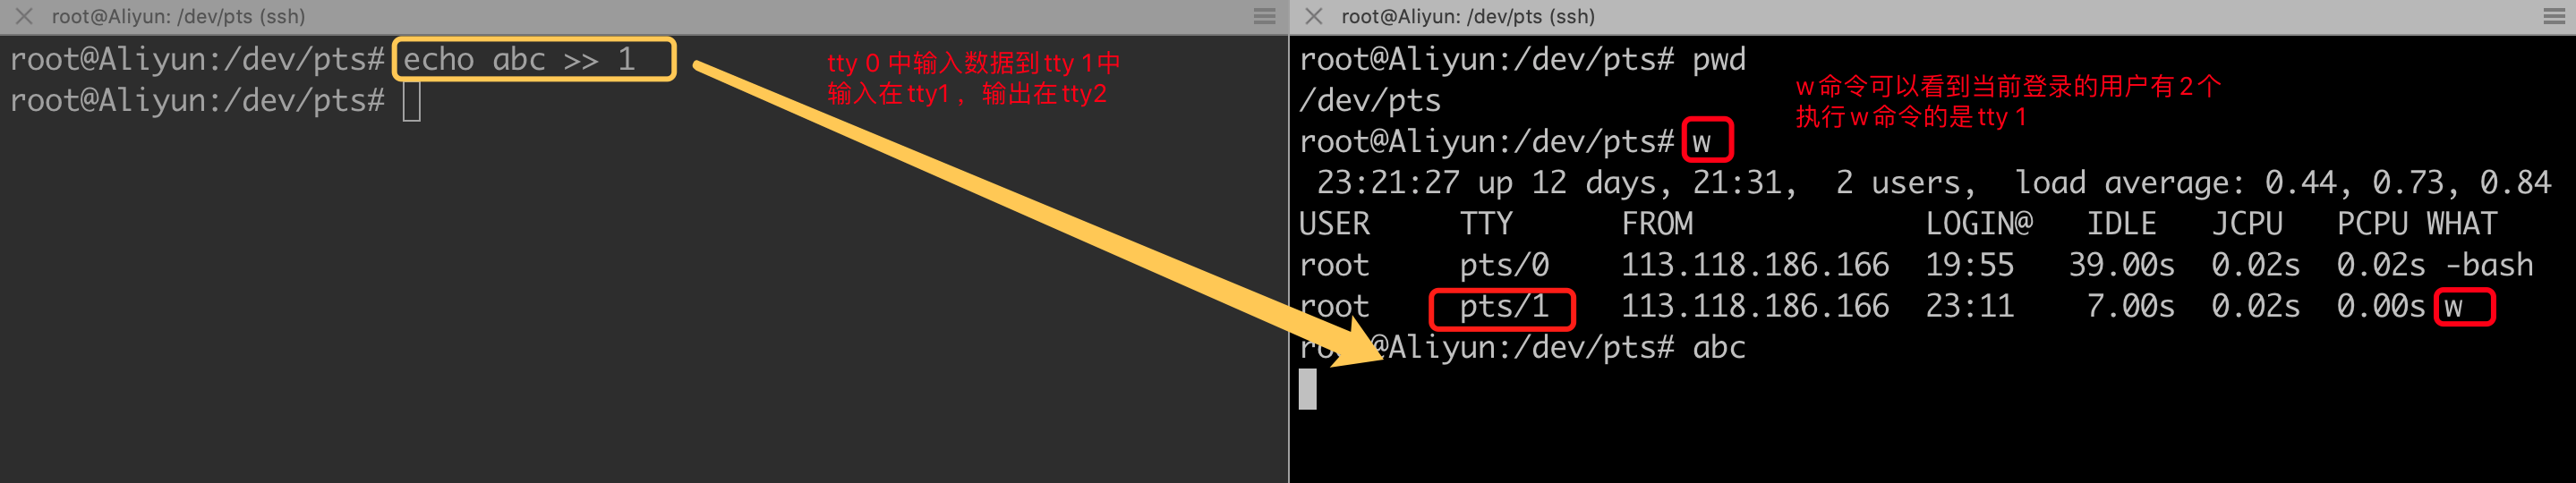 root@Aliyun: /dev/pts (ssh)
root@Aliyun:/dev/pts# echo abc >> 1
root@Aliyun:/dev/pts#
tty 0 中输入数据到 tty 1 中
输入在 tty1 ，输出在 tty2
root@Aliyun: /dev/pts (ssh)
root@Aliyun:/dev/pts# pwd
/dev/pts
root@Aliyun:/dev/pts# w
w 命令可以看到当前登录的用户有 2 个
执行 w 命令的是 tty 1
23:21:27 up 12 days, 21:31,  2 users,  load average: 0.44, 0.73, 0.84
USER     TTY      FROM             LOGIN@   IDLE   JCPU   PCPU WHAT
root     pts/0    113.118.186.166  19:55   39.00s  0.02s  0.02s -bash
root     pts/1    113.118.186.166  23:11    7.00s  0.02s  0.00s w
root@Aliyun:/dev/pts# abc